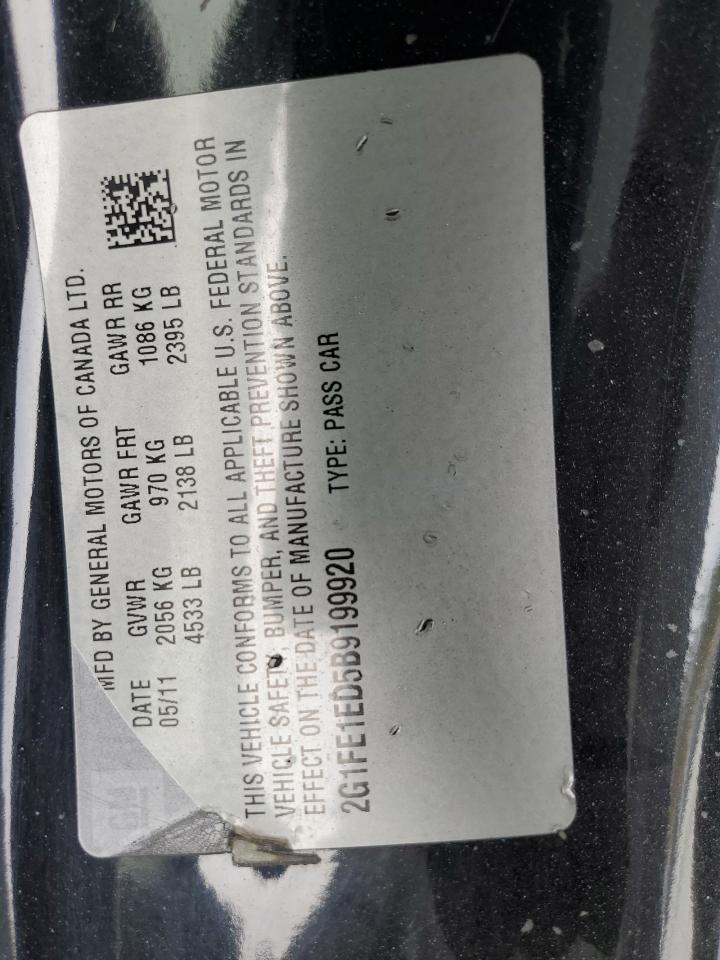 GM
MFD BY GENERAL MOTORS OF CANADA LTD.
DATE GVWR GAWR FRT GAWR RR
05/11 2056 KG 970 KG 1086 KG
4533 LB 2138 LB 2395 LB
THIS VEHICLE CONFORMS TO ALL APPLICABLE U.S. FEDERAL MOTOR
VEHICLE SAFETY, BUMPER, AND THEFT PREVENTION STANDARDS IN
EFFECT ON THE DATE OF MANUFACTURE SHOWN ABOVE.
2G1FE1ED5B9199920 TYPE: PASS CAR